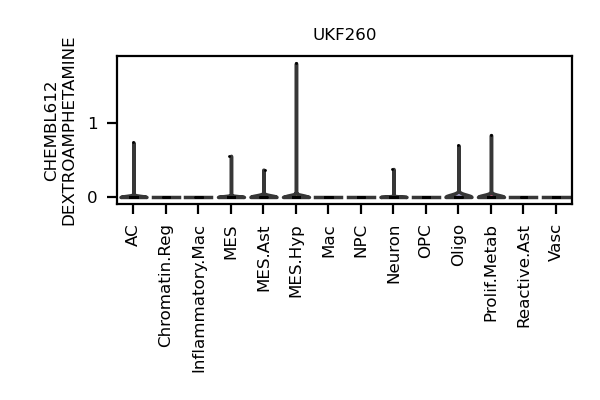 UKF260
CHEMBL612
DEXTROAMPHETAMINE
1
0
AC
Chromatin.Reg
Inflammatory.Mac
MES
MES.Ast
MES.Hyp
Mac
NPC
Neuron
OPC
Oligo
Prolif.Metab
Reactive.Ast
Vasc